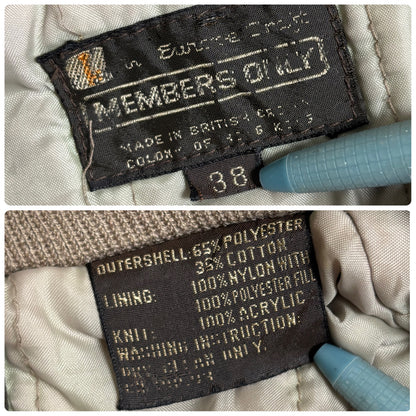 in Europe Craft
MEMBERS ONLY
MADE IN BRITISH CROWN
COLONY OF HONG KONG
38
OUTERSHELL: 65% POLYESTER
35% COTTON
LINING: 100% NYLON WITH
100% POLYESTER FILL
KNIT: 100% ACRYLIC
WASHING INSTRUCTION:
DRY CLEAN ONLY.